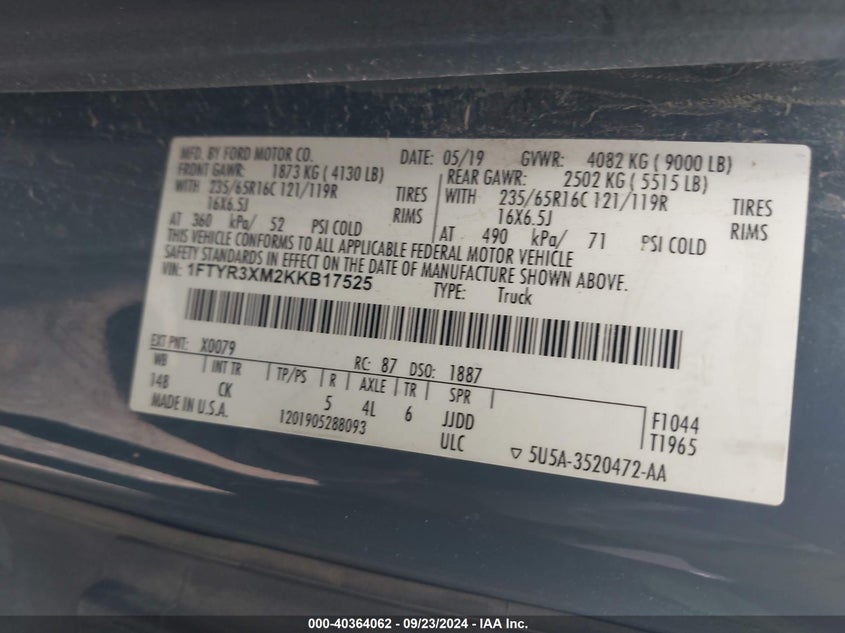 MFD. BY FORD MOTOR CO. DATE: 05/19 GVWR: 4082 KG ( 9000 LB)
FRONT GAWR: 1873 KG ( 4130 LB) REAR GAWR: 2502 KG ( 5515 LB)
WITH 235/65R16C 121/119R TIRES WITH 235/65R16C 121/119R TIRES
16X6.5J RIMS 16X6.5J RIMS
AT 360 kPa/ 52 PSI COLD AT 490 kPa/ 71 PSI COLD
THIS VEHICLE CONFORMS TO ALL APPLICABLE FEDERAL MOTOR VEHICLE
SAFETY STANDARDS IN EFFECT ON THE DATE OF MANUFACTURE SHOWN ABOVE.
VIN: 1FTYR3XM2KKB17525 TYPE: Truck
EXT PNT: X0079 RC: 87 DSO: 1887
WB INT TR TP/PS R AXLE TR SPR
148 CK 5 4L 6 JJDD F1044
MADE IN U.S.A. 1201905288093 ULC T1965
▽ 5U5A-3520472-AA
000-40364062 - 09/23/2024 - IAA Inc.